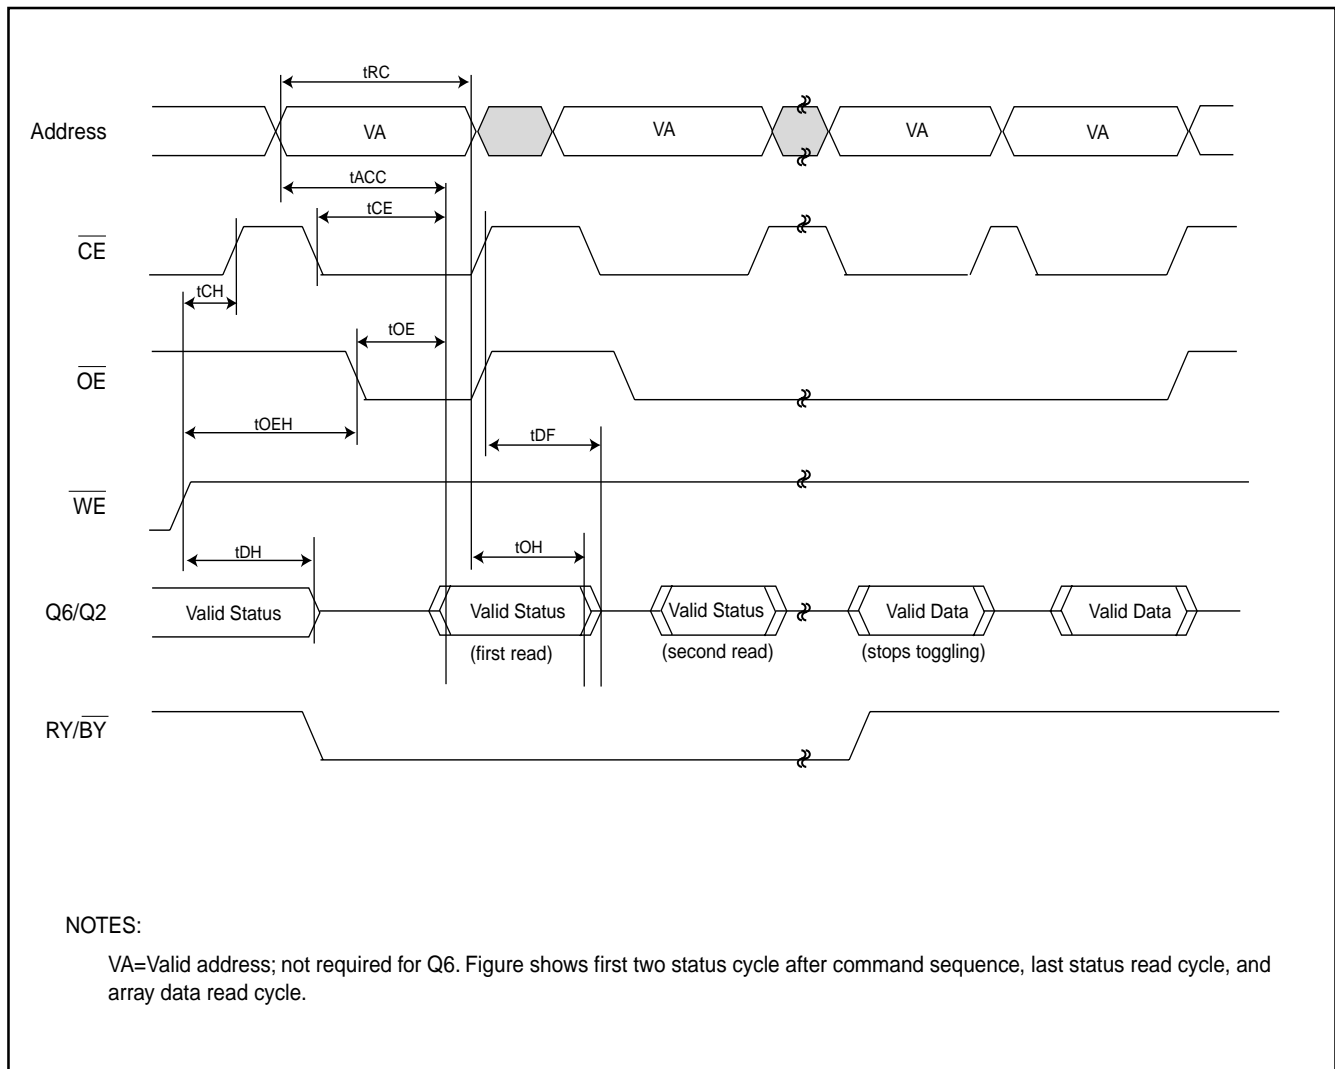 tRC
Address VA VA VA VA
tACC
tCE
CE
tCH
tOE
OE
tOEH tDF
WE
tDH tOH
Q6/Q2 Valid Status Valid Status Valid Status Valid Data Valid Data
(first read) (second read) (stops toggling)
RY/BY
NOTES:
VA=Valid address; not required for Q6. Figure shows first two status cycle after command sequence, last status read cycle, and
array data read cycle.